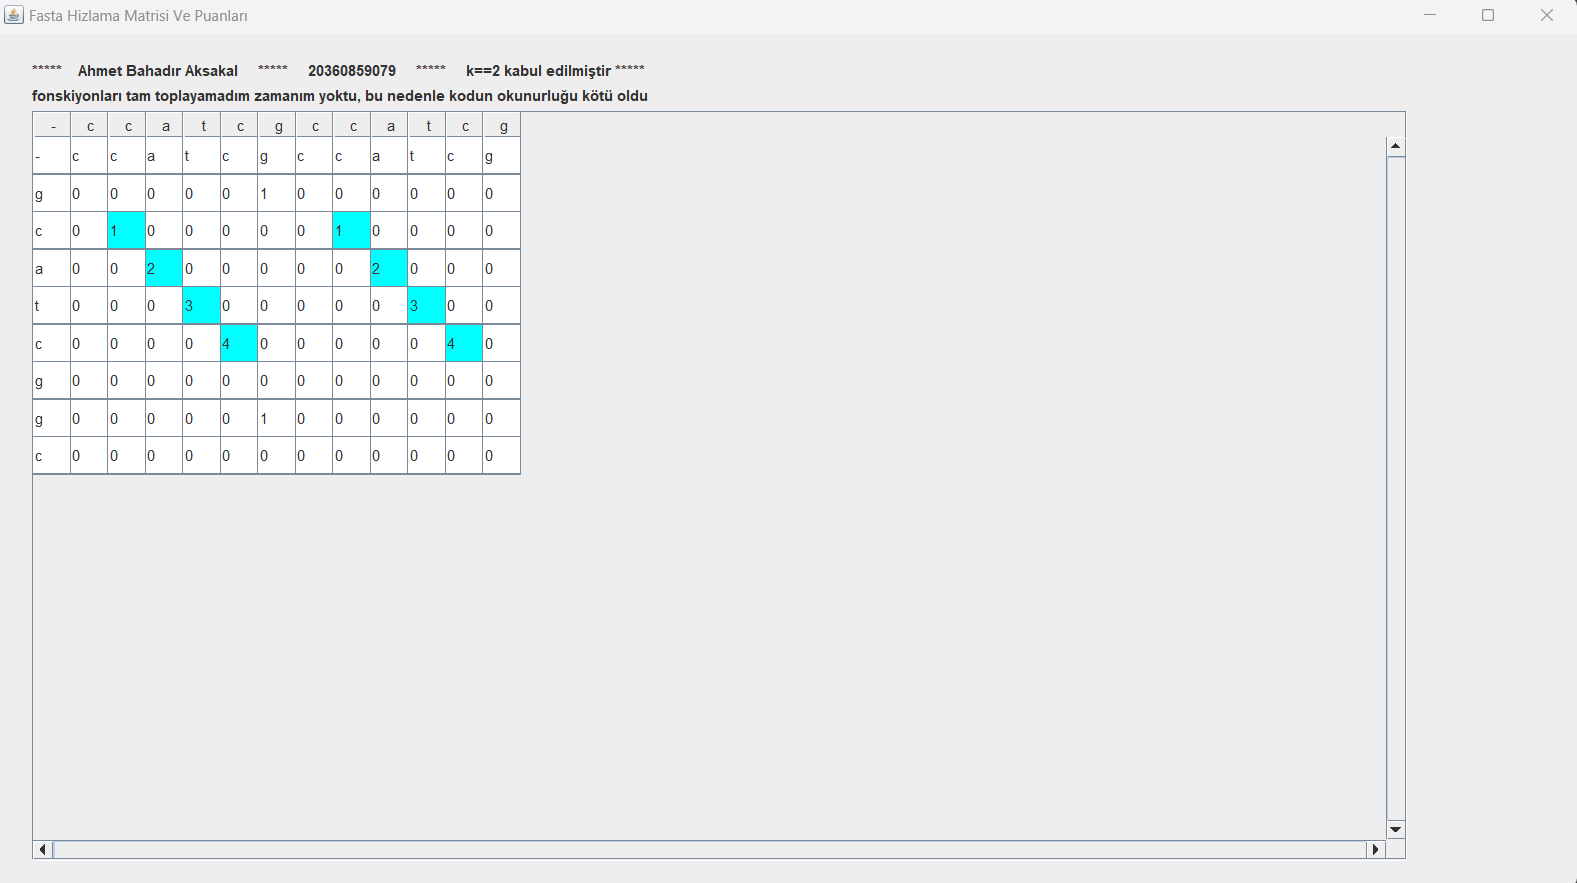 Fasta Hizlama Matrisi Ve Puanları
***** Ahmet Bahadır Aksakal ***** 20360859079 ***** k==2 kabul edilmiştir *****
fonskiyonları tam toplayamadım zamanım yoktu, bu nedenle kodun okunurluğu kötü oldu
- c c a t c g c c a t c g
- c c a t c g c c a t c g
g 0 0 0 0 0 1 0 0 0 0 0 0
c 0 1 0 0 0 0 0 1 0 0 0 0
a 0 0 2 0 0 0 0 0 2 0 0 0
t 0 0 0 3 0 0 0 0 0 3 0 0
c 0 0 0 0 4 0 0 0 0 0 4 0
g 0 0 0 0 0 0 0 0 0 0 0 0
g 0 0 0 0 0 1 0 0 0 0 0 0
c 0 0 0 0 0 0 0 0 0 0 0 0